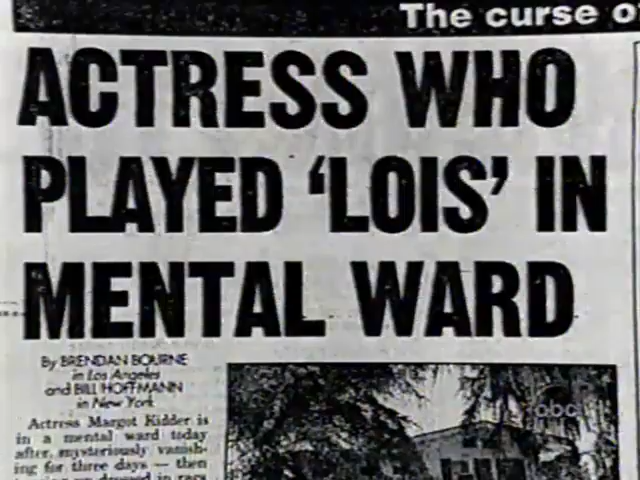 The curse o
ACTRESS WHO
PLAYED 'LOIS' IN
MENTAL WARD
By BRENDAN BOURNE
in Los Angeles
and BILL HOFFMANN
in New York
Actress Margot Kidder is
in a mental ward today
after mysteriously vanish-
ing for three days — then
abc